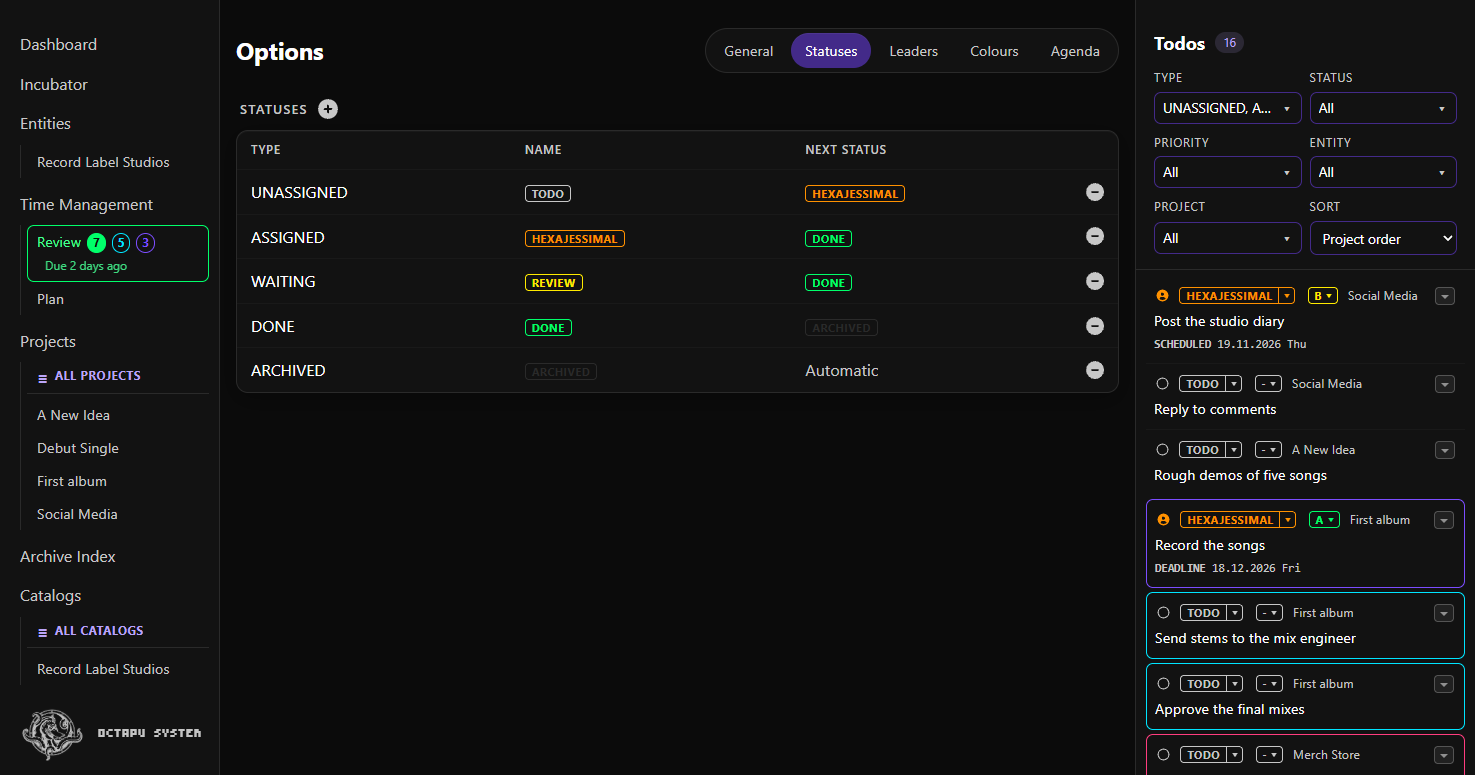 Dashboard
Incubator
Entities
Record Label Studios
Time Management
Review 7 5 3
Due 2 days ago
Plan
Projects
ALL PROJECTS
A New Idea
Debut Single
First album
Social Media
Archive Index
Catalogs
ALL CATALOGS
Record Label Studios
OCTAPU SYSTEM
Options
General Statuses Leaders Colours Agenda
STATUSES +
TYPE NAME NEXT STATUS
UNASSIGNED TODO HEXAJESSIMAL
ASSIGNED HEXAJESSIMAL DONE
WAITING REVIEW DONE
DONE DONE ARCHIVED
ARCHIVED ARCHIVED Automatic
Todos 16
TYPE STATUS
UNASSIGNED, A... All
PRIORITY ENTITY
All All
PROJECT SORT
All Project order
HEXAJESSIMAL B Social Media
Post the studio diary
SCHEDULED 19.11.2026 Thu
TODO - Social Media
Reply to comments
TODO - A New Idea
Rough demos of five songs
HEXAJESSIMAL A First album
Record the songs
DEADLINE 18.12.2026 Fri
TODO - First album
Send stems to the mix engineer
TODO - First album
Approve the final mixes
TODO - Merch Store